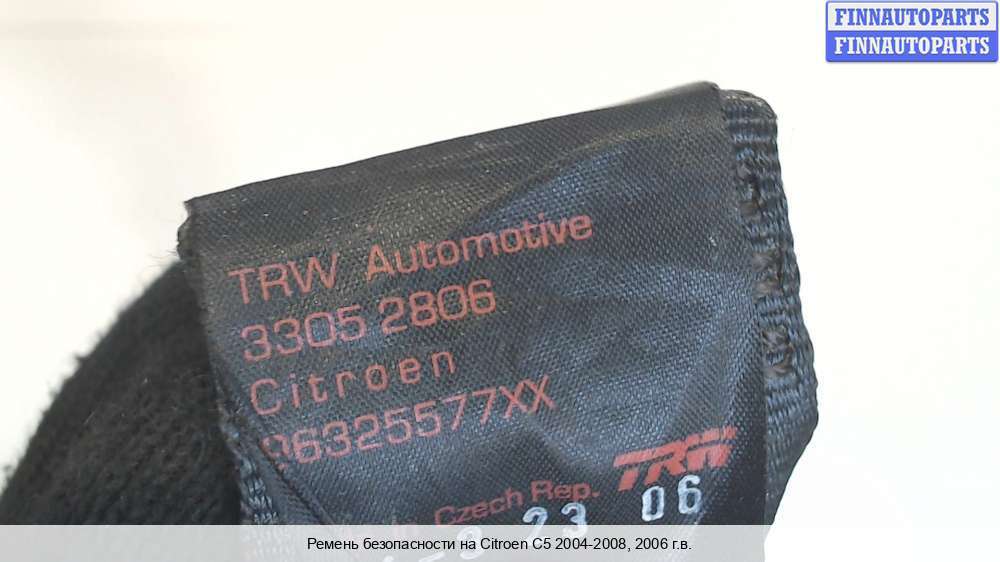 FINNAUTOPARTS
FINNAUTOPARTS
TRW Automotive
3305 2806
Citroen
96325577XX
TRW
Czech Rep.
23 06
Ремень безопасности на Citroen C5 2004-2008, 2006 г.в.